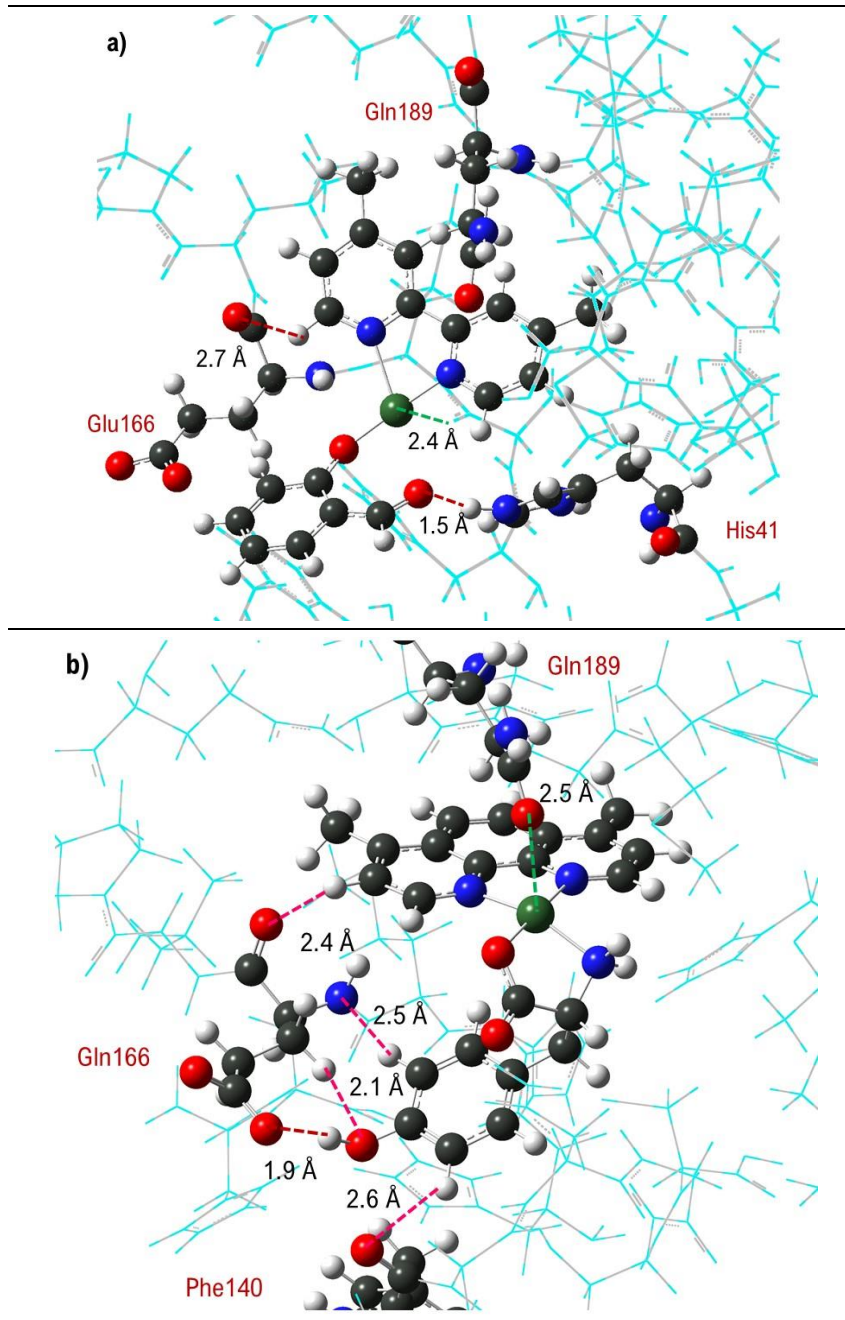 a)
Gln189
2.7 Å
Glu166
2.4 Å
1.5 Å
His41
b)
Gln189
2.5 Å
2.4 Å
2.5 Å
Gln166
2.1 Å
1.9 Å
2.6 Å
Phe140